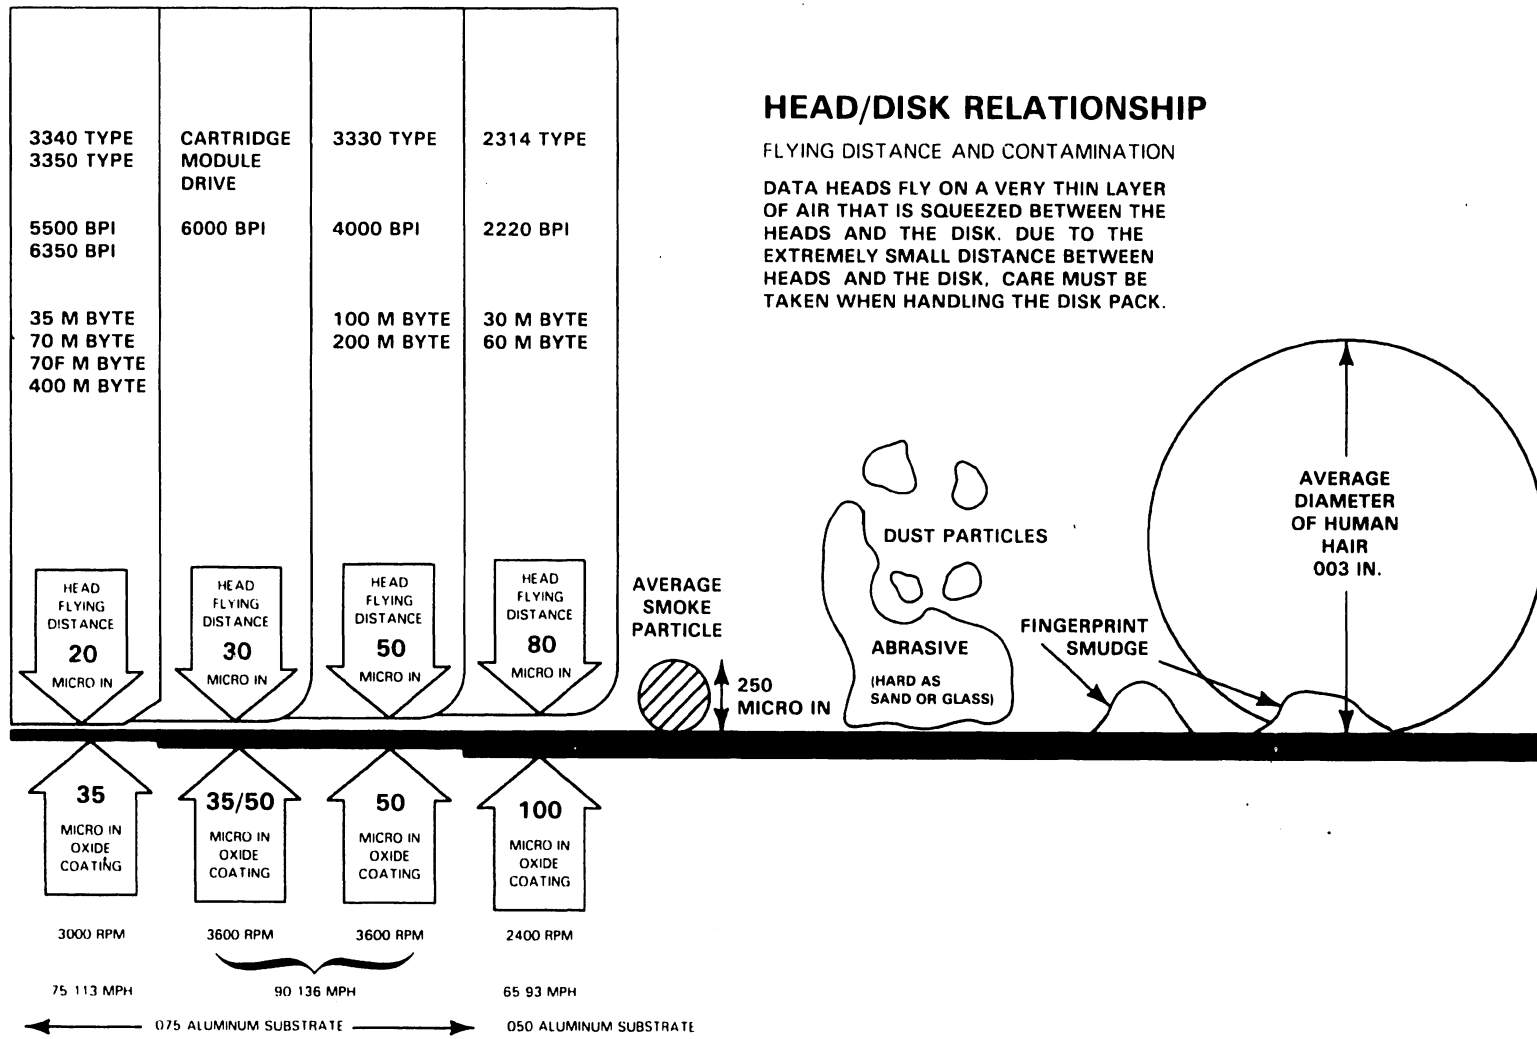 HEAD/DISK RELATIONSHIP
FLYING DISTANCE AND CONTAMINATION
DATA HEADS FLY ON A VERY THIN LAYER
OF AIR THAT IS SQUEEZED BETWEEN THE
HEADS AND THE DISK. DUE TO THE
EXTREMELY SMALL DISTANCE BETWEEN
HEADS AND THE DISK, CARE MUST BE
TAKEN WHEN HANDLING THE DISK PACK.
3340 TYPE
3350 TYPE
5500 BPI
6350 BPI
35 M BYTE
70 M BYTE
70F M BYTE
400 M BYTE
HEAD
FLYING
DISTANCE
20
MICRO IN
CARTRIDGE
MODULE
DRIVE
6000 BPI
HEAD
FLYING
DISTANCE
30
MICRO IN
3330 TYPE
4000 BPI
100 M BYTE
200 M BYTE
HEAD
FLYING
DISTANCE
50
MICRO IN
2314 TYPE
2220 BPI
30 M BYTE
60 M BYTE
HEAD
FLYING
DISTANCE
80
MICRO IN
AVERAGE
SMOKE
PARTICLE
250
MICRO IN
DUST PARTICLES
ABRASIVE
(HARD AS
SAND OR GLASS)
FINGERPRINT
SMUDGE
AVERAGE
DIAMETER
OF HUMAN
HAIR
003 IN.
35
MICRO IN
OXIDE
COATING
35/50
MICRO IN
OXIDE
COATING
50
MICRO IN
OXIDE
COATING
100
MICRO IN
OXIDE
COATING
3000 RPM
3600 RPM
3600 RPM
2400 RPM
75 113 MPH
90 136 MPH
65 93 MPH
075 ALUMINUM SUBSTRATE
050 ALUMINUM SUBSTRATE